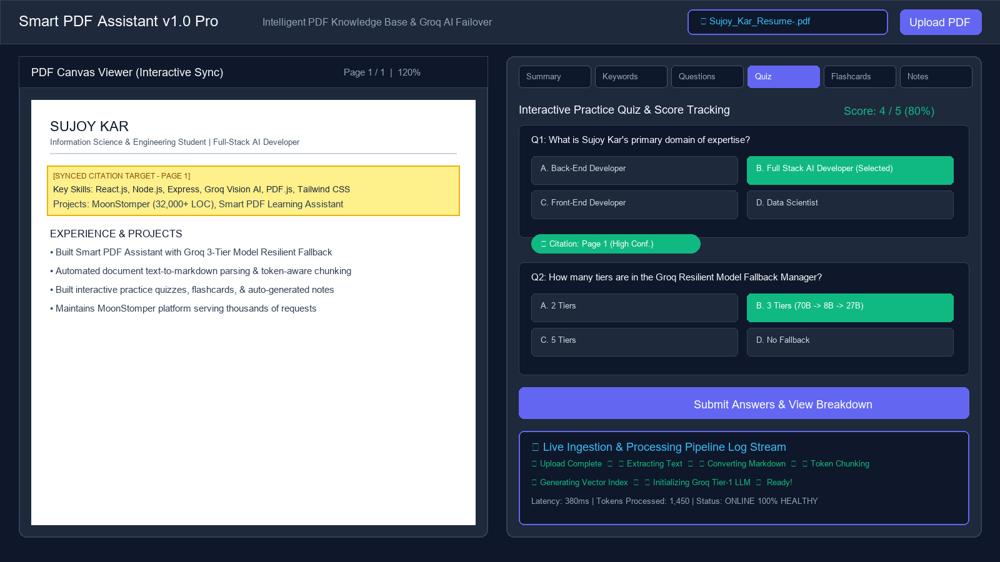 Smart PDF Assistant v1.0 Pro
Intelligent PDF Knowledge Base & Groq AI Failover
Sujoy_Kar_Resume-.pdf
Upload PDF
PDF Canvas Viewer (Interactive Sync)
Page 1 / 1 | 120%
SUJOY KAR
Information Science & Engineering Student | Full-Stack AI Developer
[SYNCED CITATION TARGET - PAGE 1]
Key Skills: React.js, Node.js, Express, Groq Vision AI, PDF.js, Tailwind CSS
Projects: MoonStomper (32,000+ LOC), Smart PDF Learning Assistant
EXPERIENCE & PROJECTS
• Built Smart PDF Assistant with Groq 3-Tier Model Resilient Fallback
• Automated document text-to-markdown parsing & token-aware chunking
• Built interactive practice quizzes, flashcards, & auto-generated notes
• Maintains MoonStomper platform serving thousands of requests
Summary
Keywords
Questions
Quiz
Flashcards
Notes
Interactive Practice Quiz & Score Tracking
Score: 4 / 5 (80%)
Q1: What is Sujoy Kar's primary domain of expertise?
A. Back-End Developer
B. Full Stack AI Developer (Selected)
C. Front-End Developer
D. Data Scientist
Citation: Page 1 (High Conf.)
Q2: How many tiers are in the Groq Resilient Model Fallback Manager?
A. 2 Tiers
B. 3 Tiers (70B -> 8B -> 27B)
C. 5 Tiers
D. No Fallback
Submit Answers & View Breakdown
Live Ingestion & Processing Pipeline Log Stream
Upload Complete Extracting Text Converting Markdown Token Chunking
Generating Vector Index Initializing Groq Tier-1 LLM Ready!
Latency: 380ms | Tokens Processed: 1,450 | Status: ONLINE 100% HEALTHY